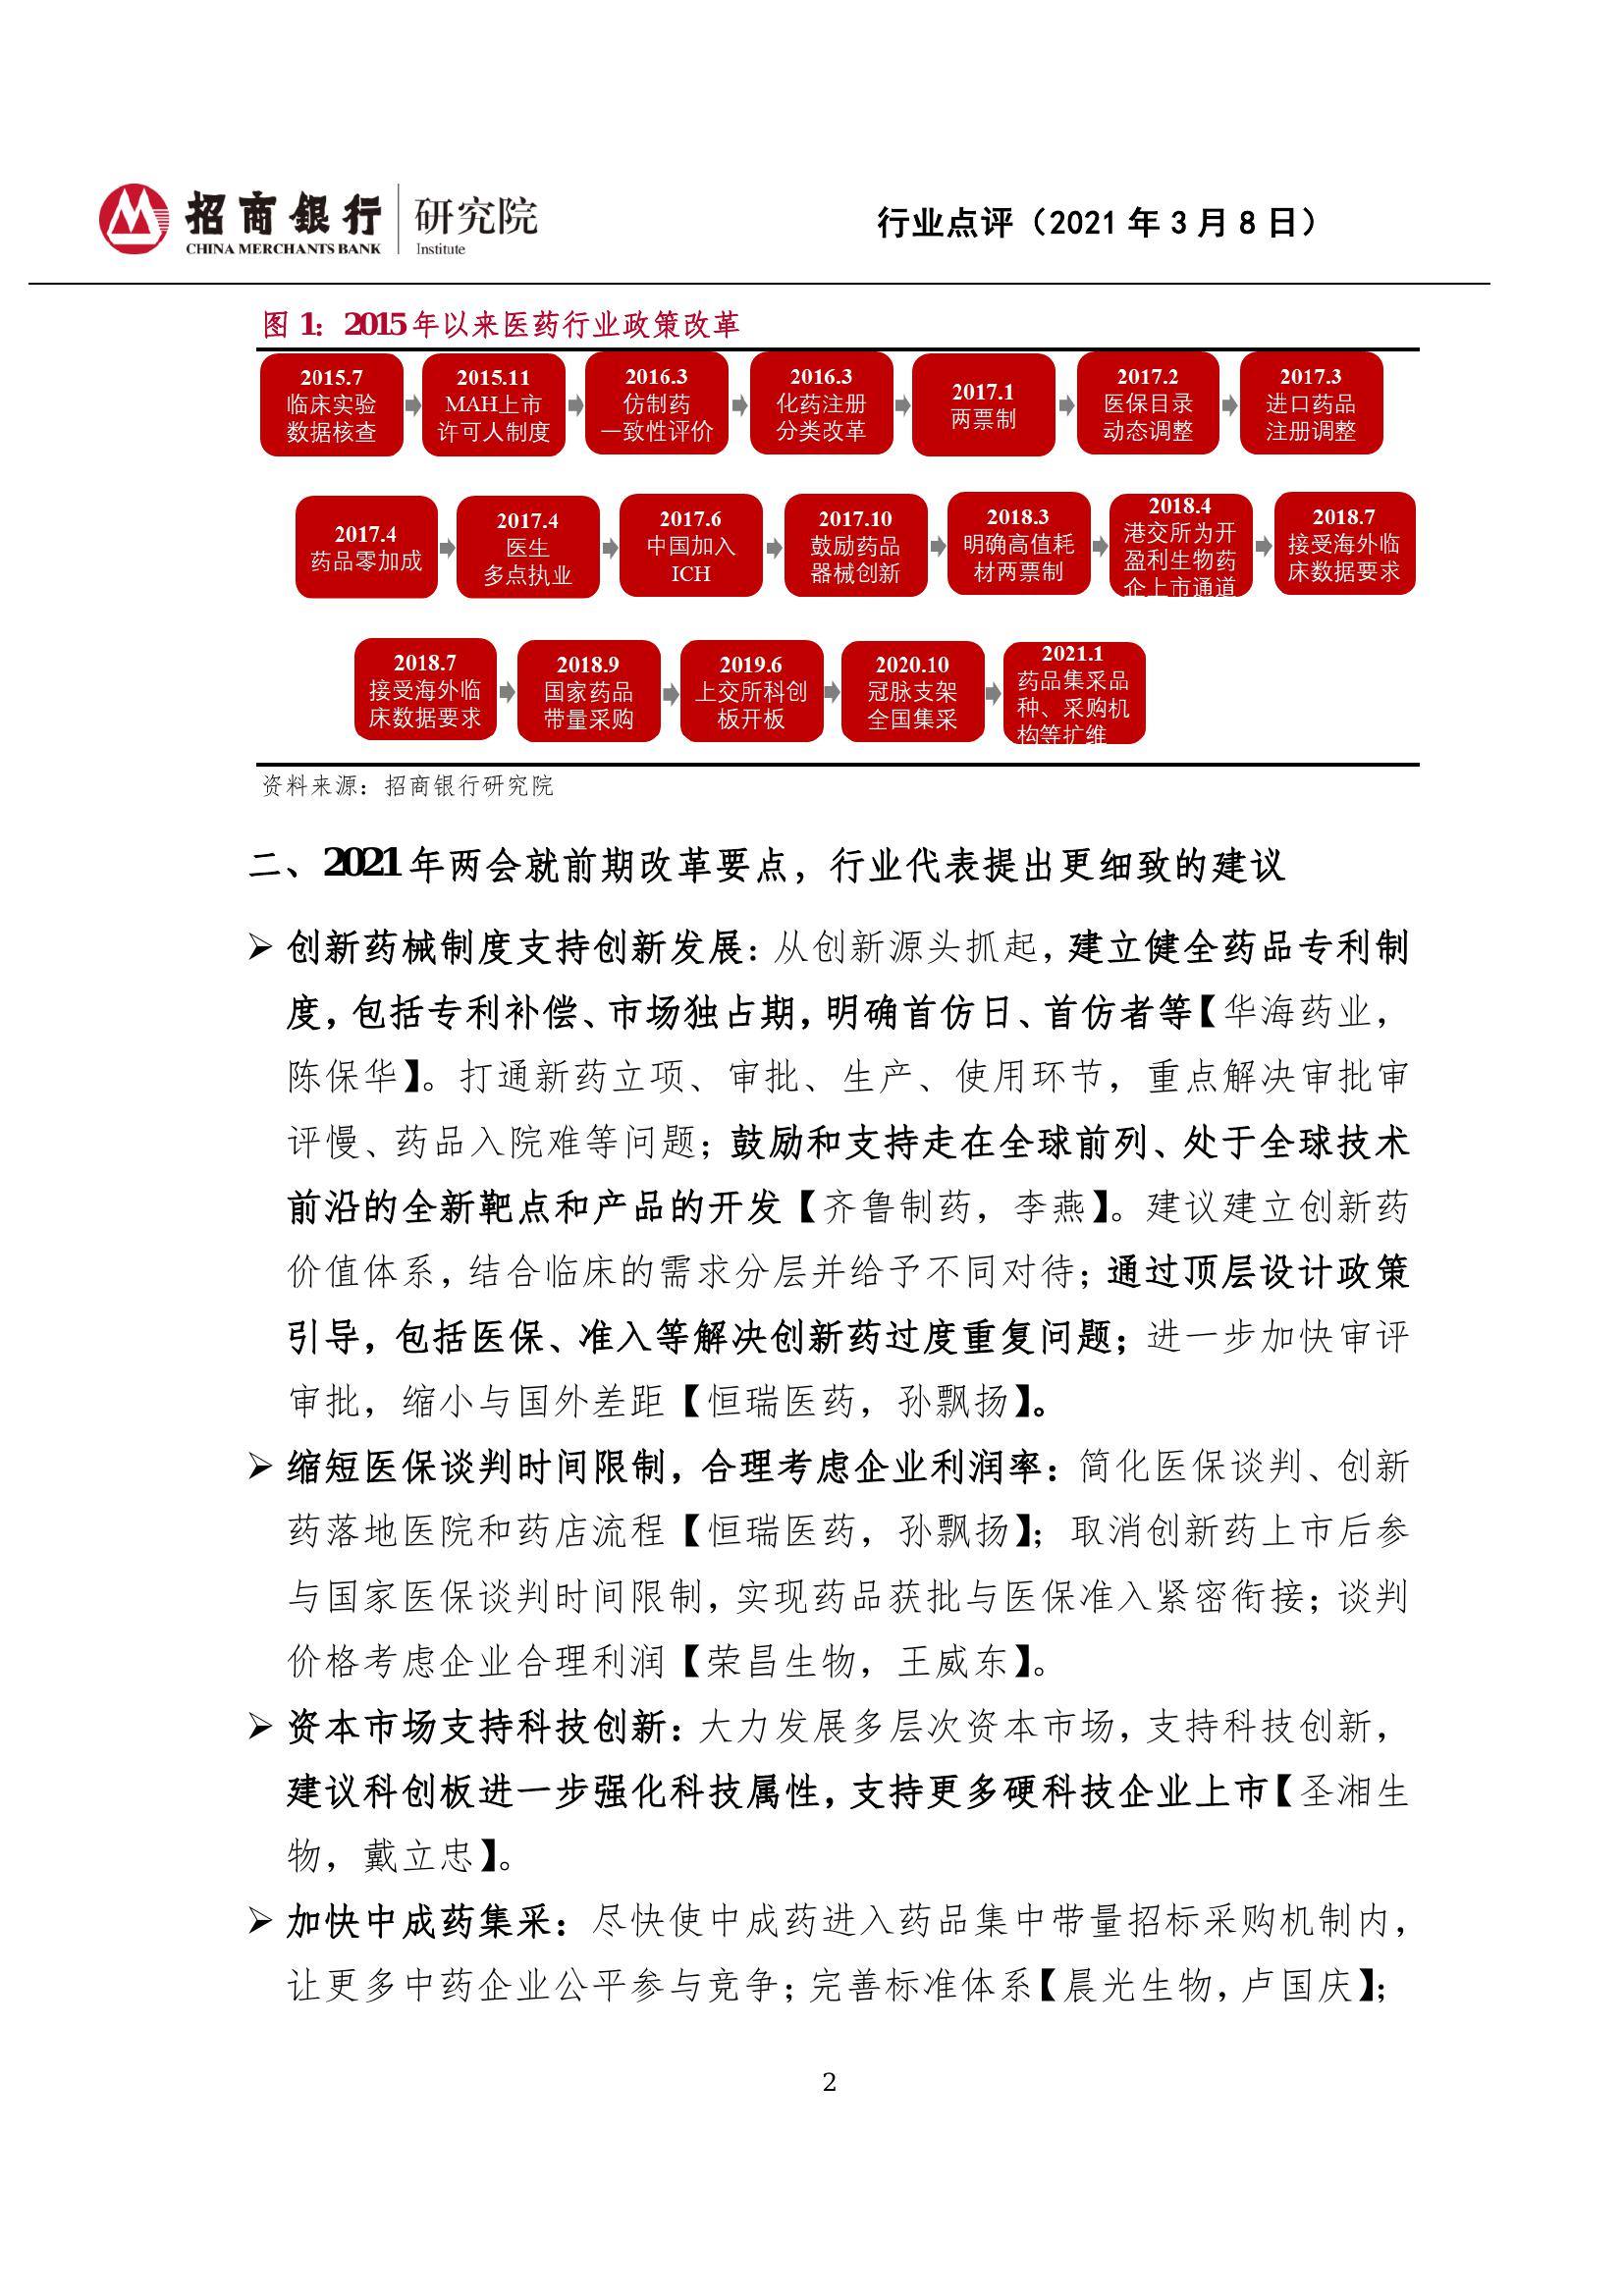 招商银行 研究院
CHINA MERCHANTS BANK Institute
行业点评（2021 年 3 月 8 日）
图 1：2015 年以来医药行业政策改革
2015.7
临床实验
数据核查
2015.11
MAH上市
许可人制度
2016.3
仿制药
一致性评价
2016.3
化药注册
分类改革
2017.1
两票制
2017.2
医保目录
动态调整
2017.3
进口药品
注册调整
2017.4
药品零加成
2017.4
医生
多点执业
2017.6
中国加入
ICH
2017.10
鼓励药品
器械创新
2018.3
明确高值耗
材两票制
2018.4
港交所为开
盈利生物药
企上市通道
2018.7
接受海外临
床数据要求
2018.7
接受海外临
床数据要求
2018.9
国家药品
带量采购
2019.6
上交所科创
板开板
2020.10
冠脉支架
全国集采
2021.1
药品集采品
种、采购机
构等扩维
资料来源：招商银行研究院
二、2021 年两会就前期改革要点，行业代表提出更细致的建议
➢ 创新药械制度支持创新发展：从创新源头抓起，建立健全药品专利制
度，包括专利补偿、市场独占期，明确首仿日、首仿者等【华海药业，
陈保华】。打通新药立项、审批、生产、使用环节，重点解决审批审
评慢、药品入院难等问题；鼓励和支持走在全球前列、处于全球技术
前沿的全新靶点和产品的开发【齐鲁制药，李燕】。建议建立创新药
价值体系，结合临床的需求分层并给予不同对待；通过顶层设计政策
引导，包括医保、准入等解决创新药过度重复问题；进一步加快审评
审批，缩小与国外差距【恒瑞医药，孙飘扬】。
➢ 缩短医保谈判时间限制，合理考虑企业利润率：简化医保谈判、创新
药落地医院和药店流程【恒瑞医药，孙飘扬】；取消创新药上市后参
与国家医保谈判时间限制，实现药品获批与医保准入紧密衔接；谈判
价格考虑企业合理利润【荣昌生物，王威东】。
➢ 资本市场支持科技创新：大力发展多层次资本市场，支持科技创新，
建议科创板进一步强化科技属性，支持更多硬科技企业上市【圣湘生
物，戴立忠】。
➢ 加快中成药集采：尽快使中成药进入药品集中带量招标采购机制内，
让更多中药企业公平参与竞争；完善标准体系【晨光生物，卢国庆】；
2